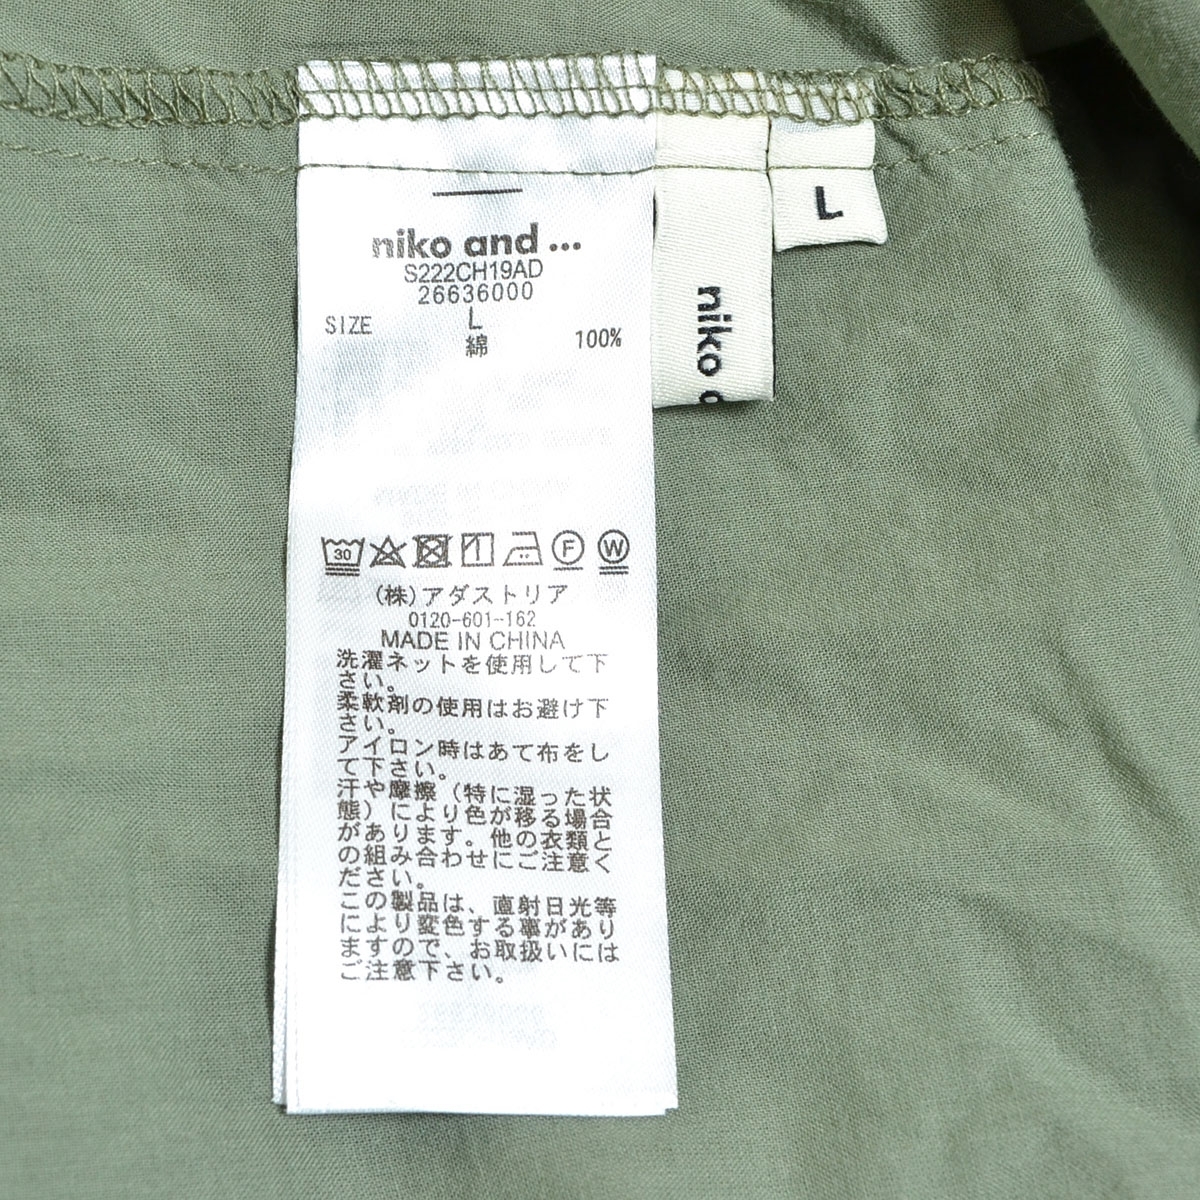 niko and ...
S222CH19AD
26636000
SIZE L
綿 100%
30
F
W
(株)アダストリア
0120-601-162
MADE IN CHINA
洗濯ネットを使用して下
さい。
柔軟剤の使用はお避け下
さい。
アイロン時はあて布をし
て下さい。
汗や摩擦（特に湿った状
態）により色が移る場合
があります。他の衣類と
の組み合わせにご注意く
ださい。
この製品は、直射日光等
により変色する事があり
ますので、お取扱いには
ご注意下さい。
niko
L